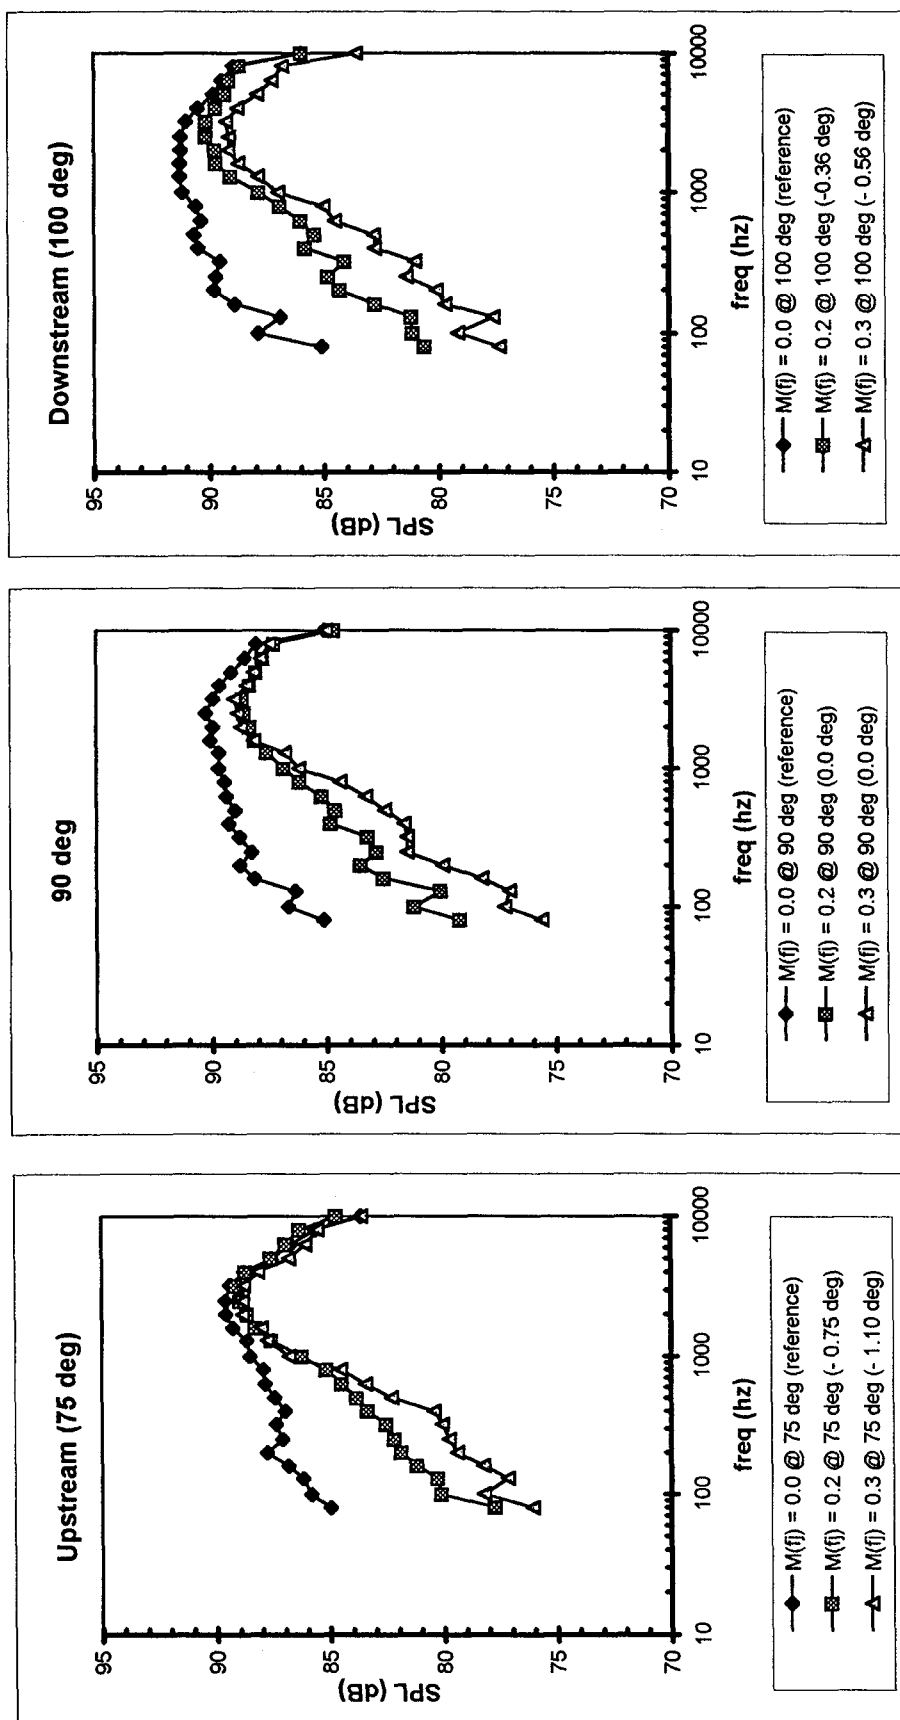 Upstream (75 deg)
95
90
85
80
75
70
SPL (dB)
10
100
1000
10000
freq (hz)
M(fj) = 0.0 @ 75 deg (reference)
M(fj) = 0.2 @ 75 deg (- 0.75 deg)
M(fj) = 0.3 @ 75 deg (- 1.10 deg)
90 deg
95
90
85
80
75
70
SPL (dB)
10
100
1000
10000
freq (hz)
M(fj) = 0.0 @ 90 deg (reference)
M(fj) = 0.2 @ 90 deg (0.0 deg)
M(fj) = 0.3 @ 90 deg (0.0 deg)
Downstream (100 deg)
95
90
85
80
75
70
SPL (dB)
10
100
1000
10000
freq (hz)
M(fj) = 0.0 @ 100 deg (reference)
M(fj) = 0.2 @ 100 deg (-0.36 deg)
M(fj) = 0.3 @ 100 deg (- 0.56 deg)